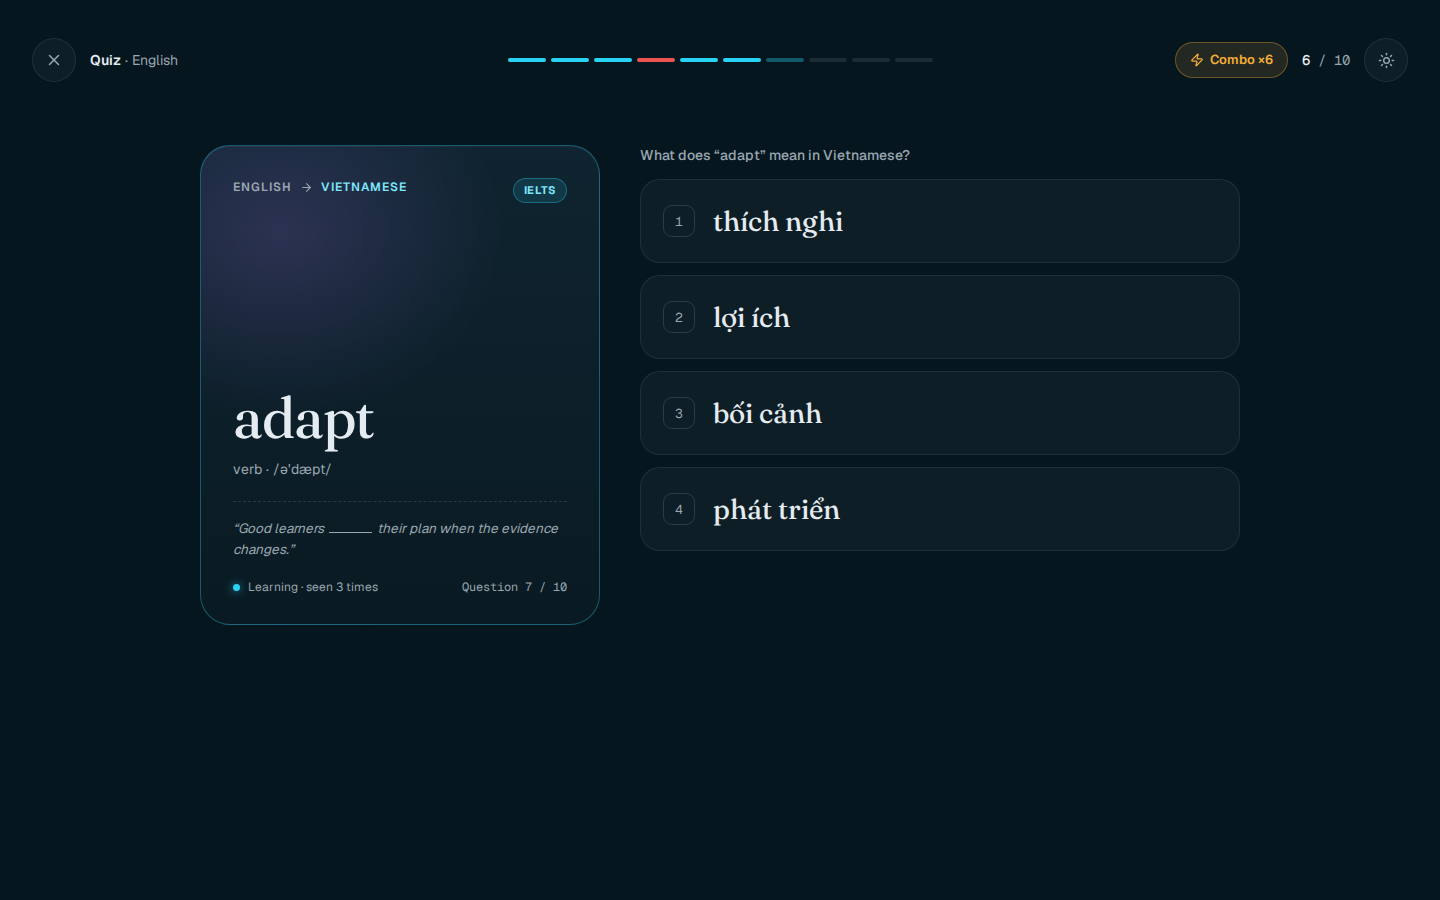 Quiz · English
Combo ×6
6 / 10
ENGLISH → VIETNAMESE
IELTS
adapt
verb · /ə'dæpt/
“Good learners ______ their plan when the evidence
changes.”
Learning · seen 3 times
Question 7 / 10
What does “adapt” mean in Vietnamese?
1 thích nghi
2 lợi ích
3 bối cảnh
4 phát triển